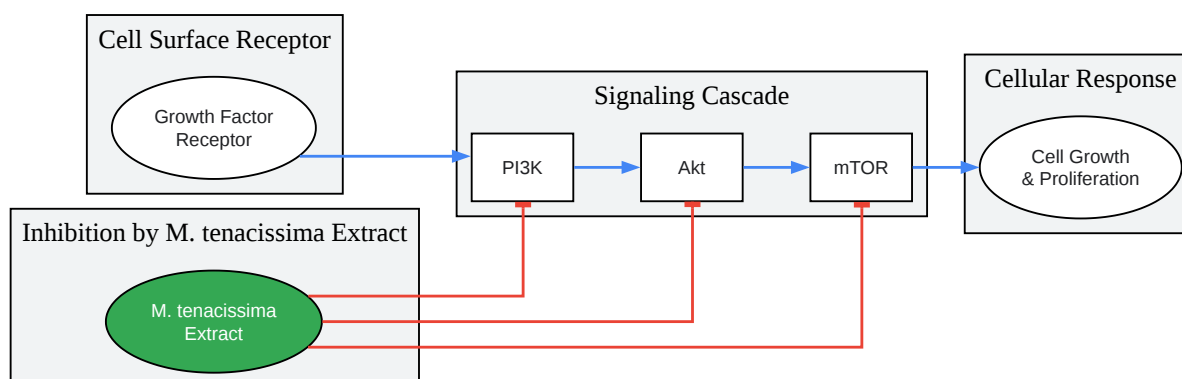 Cell Surface Receptor
Growth Factor
Receptor
Signaling Cascade
PI3K
Akt
mTOR
Cellular Response
Cell Growth
& Proliferation
Inhibition by M. tenacissima Extract
M. tenacissima
Extract